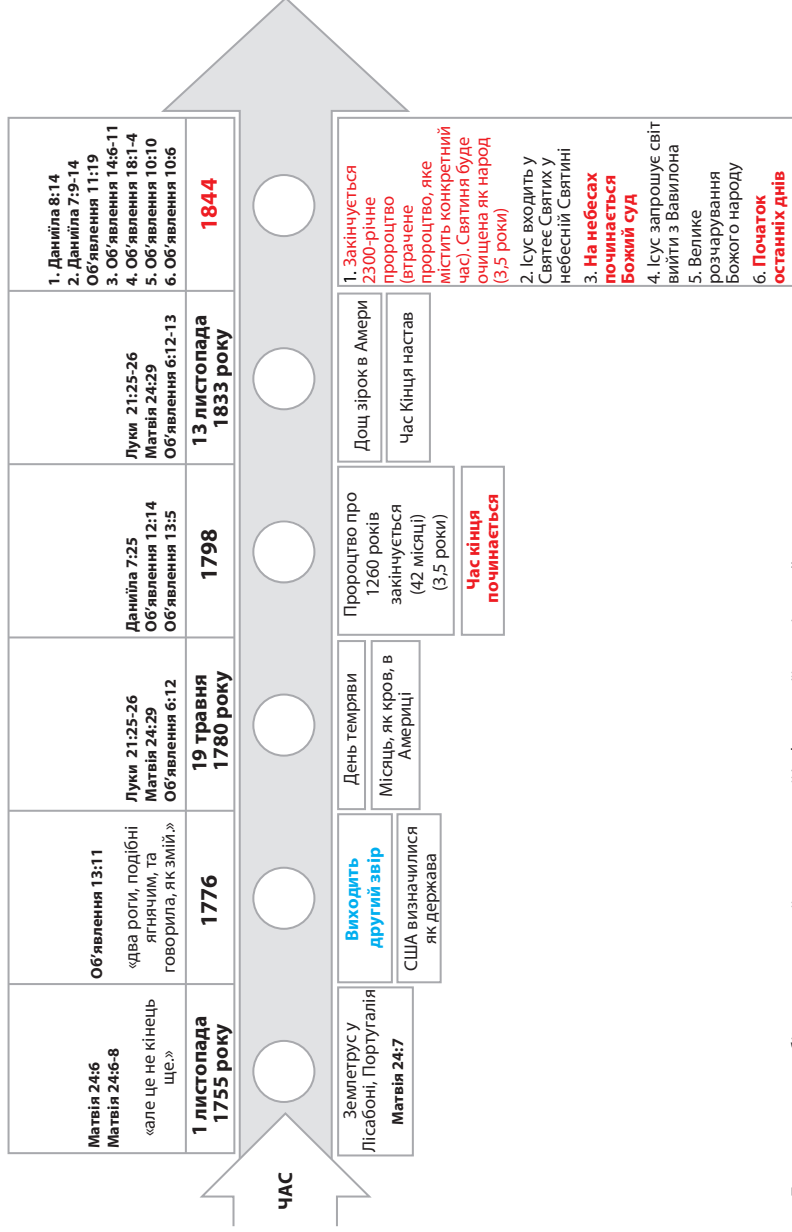 ЧАС
Матвія 24:6
Матвія 24:6-8
«але це не кінець
ще.»
1 листопада
1755 року
Землетрус у
Лісабоні, Португалія
Матвія 24:7
Об’явлення 13:11
«два роги, подібні
ягнячим, та
говорила, як змій.»
1776
Виходить
другий звір
США визначилися
як держава
Луки 21:25-26
Матвія 24:29
Об’явлення 6:12
19 травня
1780 року
День темряви
Місяць, як кров, в
Америці
Даниїла 7:25
Об’явлення 12:14
Об’явлення 13:5
1798
Пророцтво про
1260 років
закінчується
(42 місяці)
(3,5 роки)
Час кінця
починається
Луки 21:25-26
Матвія 24:29
Об’явлення 6:12-13
13 листопада
1833 року
Дощ зірок в Амери
Час Кінця настав
1. Даниїла 8:14
2. Даниїла 7:9-14
Об’явлення 11:19
3. Об’явлення 14:6-11
4. Об’явлення 18:1-4
5. Об’явлення 10:10
6. Об’явлення 10:6
1844
1. Закінчується
2300-річне
пророцтво
(втрачене
пророцтво, яке
містить конкретний
час). Святиня буде
очищена як народ
(3,5 роки)
2. Ісус входить у
Святеє Святих у
небесній Святині
3. На небесах
починається
Божий суд
4. Ісус запрошує світ
вийти з Вавилона
5. Велике
розчарування
Божого народу
6. Початок
останніх днів